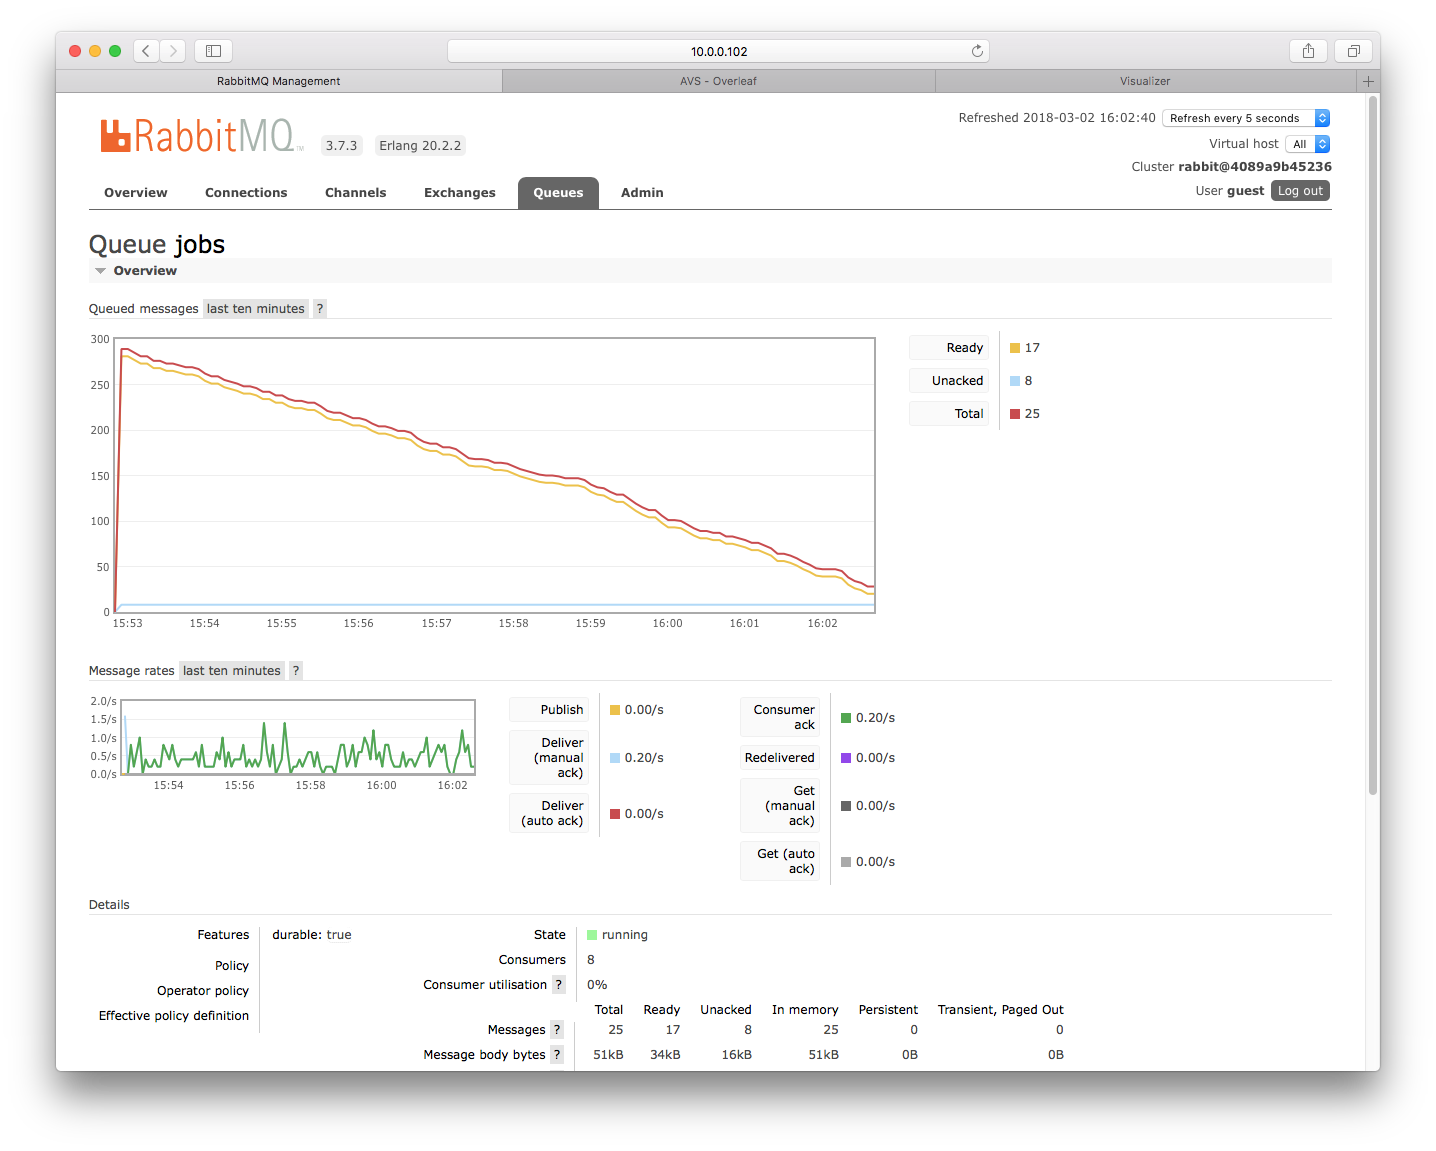 10.0.0.102
RabbitMQ Management
AVS - Overleaf
Visualizer
+
RabbitMQ™
3.7.3
Erlang 20.2.2
Refreshed 2018-03-02 16:02:40
Refresh every 5 seconds
Virtual host All
Cluster rabbit@4089a9b45236
User guest Log out
Overview Connections Channels Exchanges Queues Admin
Queue jobs
Overview
Queued messages last ten minutes ?
300
250
200
150
100
50
0
15:53 15:54 15:55 15:56 15:57 15:58 15:59 16:00 16:01 16:02
Ready 17
Unacked 8
Total 25
Message rates last ten minutes ?
2.0/s
1.5/s
1.0/s
0.5/s
0.0/s
15:54 15:56 15:58 16:00 16:02
Publish 0.00/s
Deliver
(manual 0.20/s
ack)
Deliver
(auto ack) 0.00/s
Consumer
ack 0.20/s
Redelivered 0.00/s
Get
(manual 0.00/s
ack)
Get (auto
ack) 0.00/s
Details
Features durable: true
Policy
Operator policy
Effective policy definition
State running
Consumers 8
Consumer utilisation ? 0%
Total Ready Unacked In memory Persistent Transient, Paged Out
Messages ? 25 17 8 25 0 0
Message body bytes ? 51kB 34kB 16kB 51kB 0B 0B